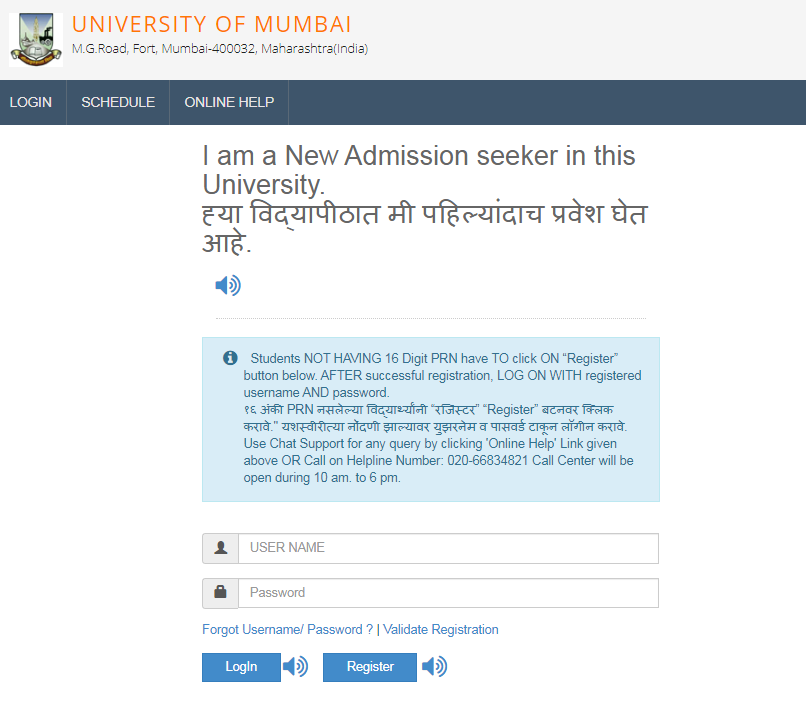 UNIVERSITY OF MUMBAI
M.G.Road, Fort, Mumbai-400032, Maharashtra(India)
LOGIN SCHEDULE ONLINE HELP
I am a New Admission seeker in this
University.
ह्या विद्यापीठात मी पहिल्यांदाच प्रवेश घेत
आहे.
Students NOT HAVING 16 Digit PRN have TO click ON “Register”
button below. AFTER successful registration, LOG ON WITH registered
username AND password.
१६ अंकी PRN नसलेल्या विद्यार्थ्यांनी “रजिस्टर” “Register” बटनवर क्लिक
करावे.” यशस्वीरीत्या नोंदणी झाल्यावर युझरनेम व पासवर्ड टाकून लॉगीन करावे.
Use Chat Support for any query by clicking 'Online Help' Link given
above OR Call on Helpline Number: 020-66834821 Call Center will be
open during 10 am. to 6 pm.
USER NAME
Password
Forgot Username/ Password ? | Validate Registration
LogIn Register